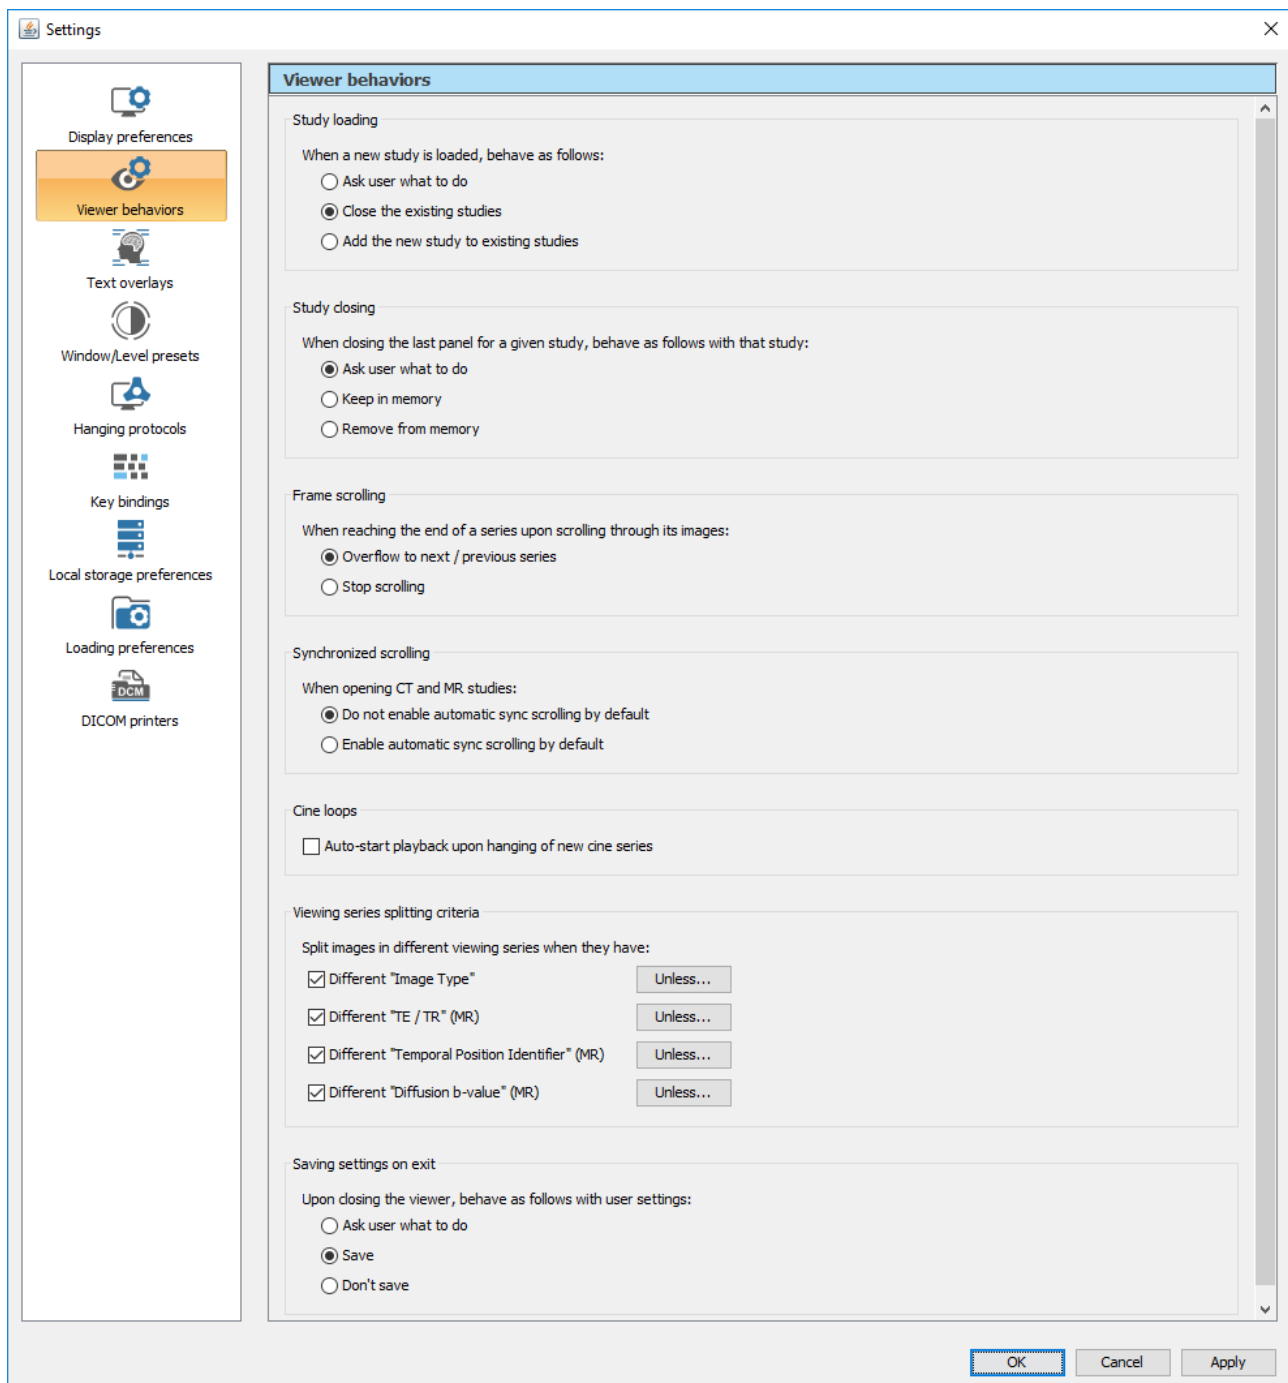 Settings
Display preferences
Viewer behaviors
Text overlays
Window/Level presets
Hanging protocols
Key bindings
Local storage preferences
Loading preferences
DCM
DICOM printers
Viewer behaviors
Study loading
When a new study is loaded, behave as follows:
Ask user what to do
Close the existing studies
Add the new study to existing studies
Study closing
When closing the last panel for a given study, behave as follows with that study:
Ask user what to do
Keep in memory
Remove from memory
Frame scrolling
When reaching the end of a series upon scrolling through its images:
Overflow to next / previous series
Stop scrolling
Synchronized scrolling
When opening CT and MR studies:
Do not enable automatic sync scrolling by default
Enable automatic sync scrolling by default
Cine loops
Auto-start playback upon hanging of new cine series
Viewing series splitting criteria
Split images in different viewing series when they have:
Different "Image Type" Unless...
Different "TE / TR" (MR) Unless...
Different "Temporal Position Identifier" (MR) Unless...
Different "Diffusion b-value" (MR) Unless...
Saving settings on exit
Upon closing the viewer, behave as follows with user settings:
Ask user what to do
Save
Don't save
OK Cancel Apply